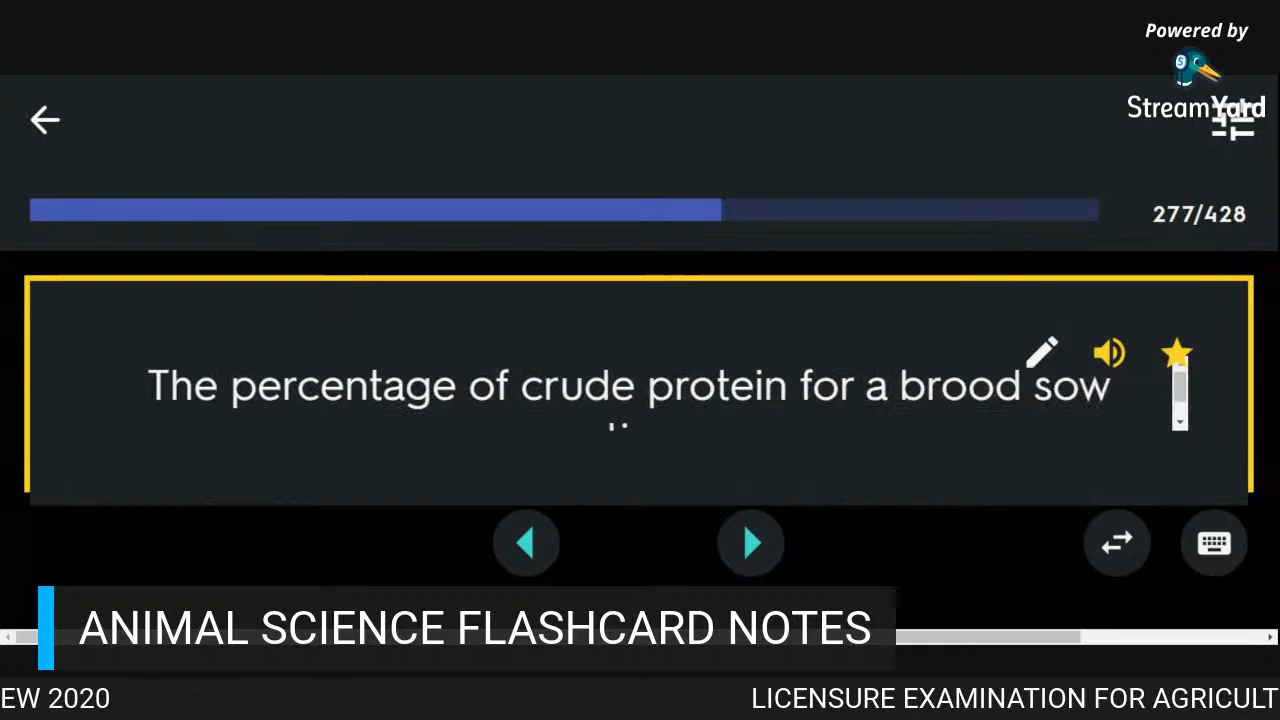 Powered by
StreamYard
277/428
The percentage of crude protein for a brood sow
ANIMAL SCIENCE FLASHCARD NOTES
EW 2020
LICENSURE EXAMINATION FOR AGRICULT